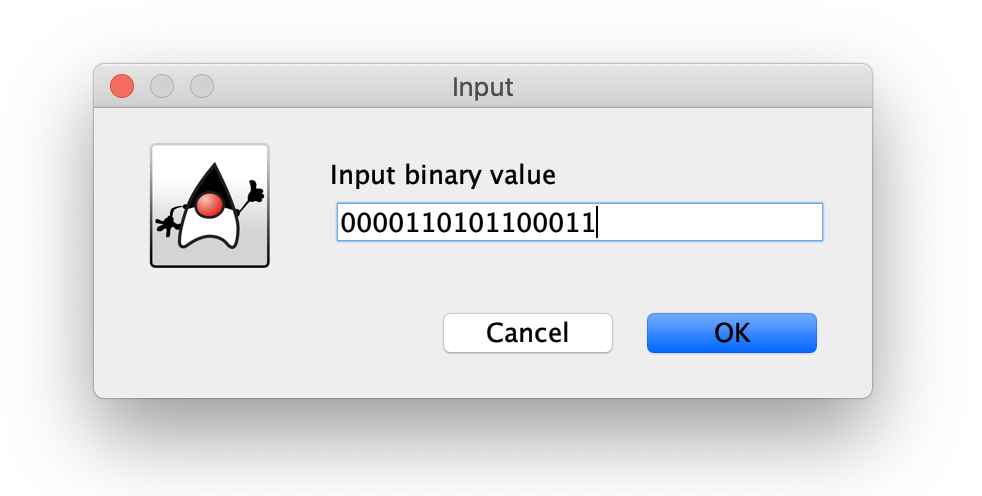 Input
Input binary value
0000110101100011
Cancel
OK